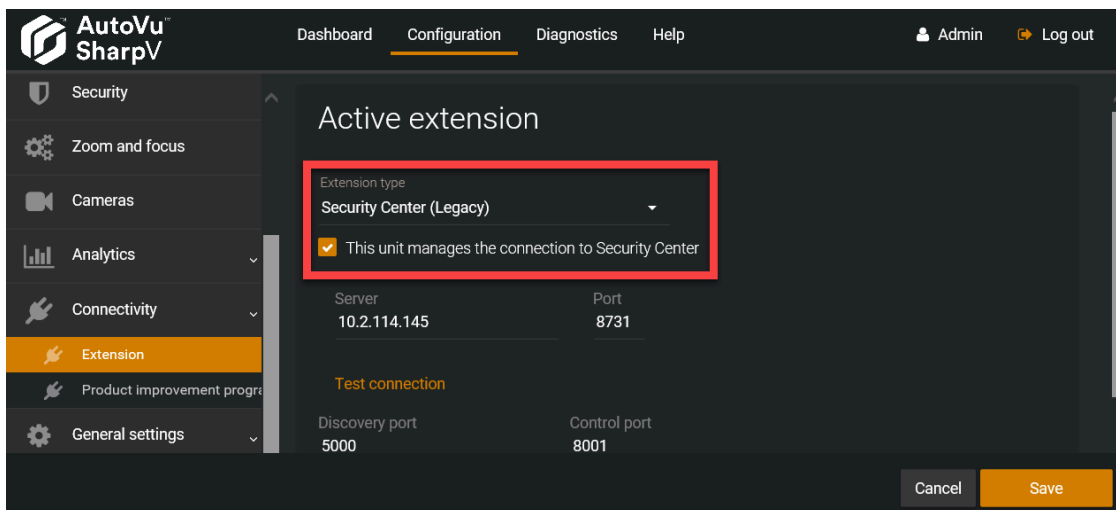 AutoVu™
SharpV
Dashboard Configuration Diagnostics Help Admin Log out
Security
Zoom and focus
Cameras
Analytics
Connectivity
Extension
Product improvement progra
General settings
Active extension
Extension type
Security Center (Legacy)
This unit manages the connection to Security Center
Server Port
10.2.114.145 8731
Test connection
Discovery port Control port
5000 8001
Cancel Save